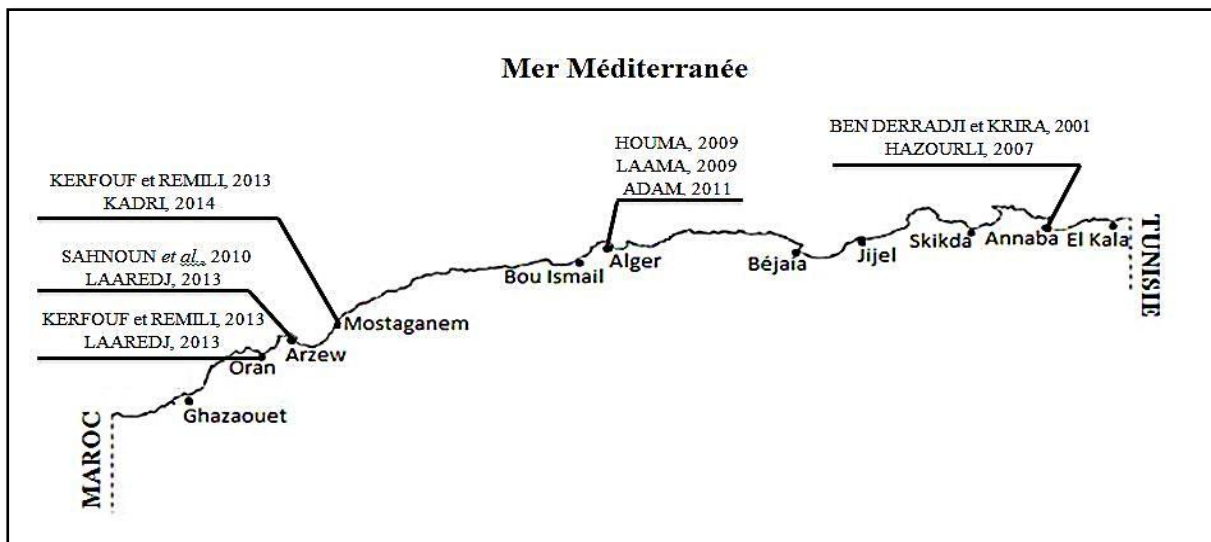 Mer Méditerranée
BEN DERRADJI et KRIRA, 2001
HAZOURLI, 2007
HOUMA, 2009
LAAMA, 2009
ADAM, 2011
KERFOUF et REMILI, 2013
KADRI, 2014
SAHNOUN et al., 2010
LAAREDJ, 2013
KERFOUF et REMILI, 2013
LAAREDJ, 2013
TUNISIE
Skikda
Annaba
El Kala
Jijel
Béjaia
Alger
Bou Ismail
Mostaganem
Arzew
Oran
Ghazaouet
MAROC